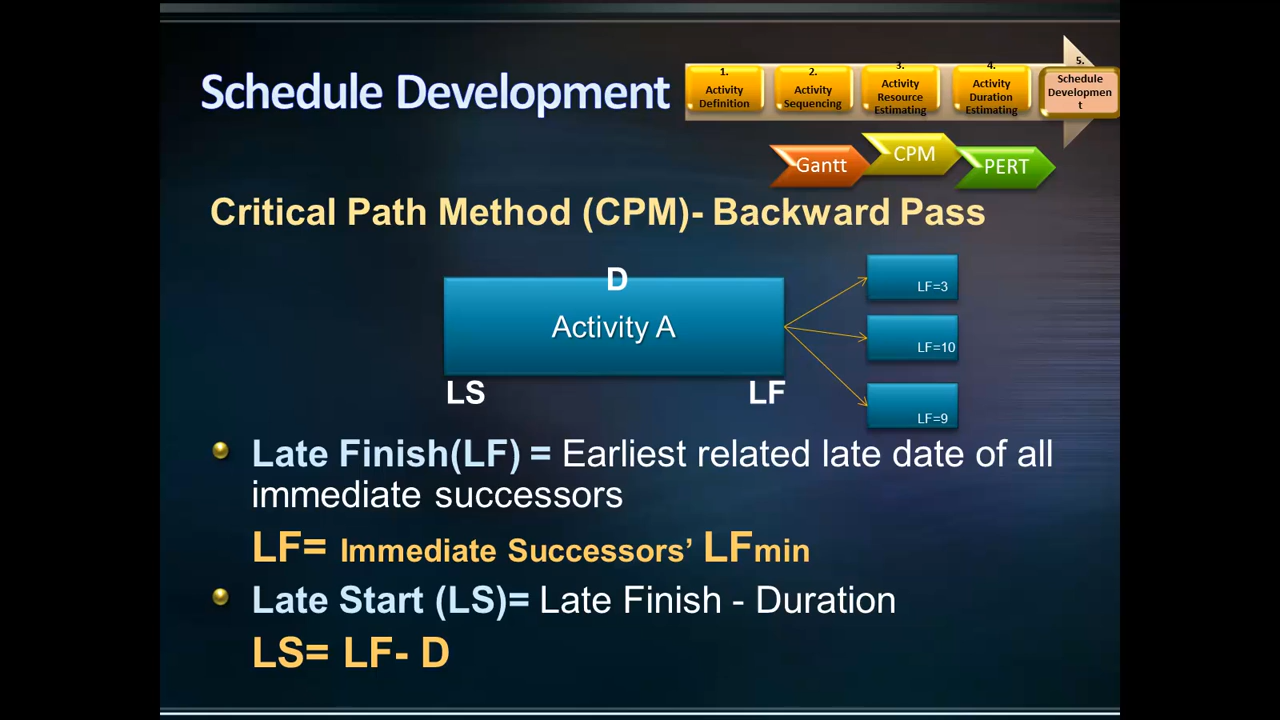 Schedule Development
1.
Activity
Definition
2.
Activity
Sequencing
3.
Activity
Resource
Estimating
4.
Activity
Duration
Estimating
5.
Schedule
Developmen
t
Gantt
CPM
PERT
Critical Path Method (CPM)- Backward Pass
D
Activity A
LS
LF
LF=3
LF=10
LF=9
Late Finish(LF) = Earliest related late date of all
immediate successors
LF= Immediate Successors’ LFmin
Late Start (LS)= Late Finish - Duration
LS= LF- D